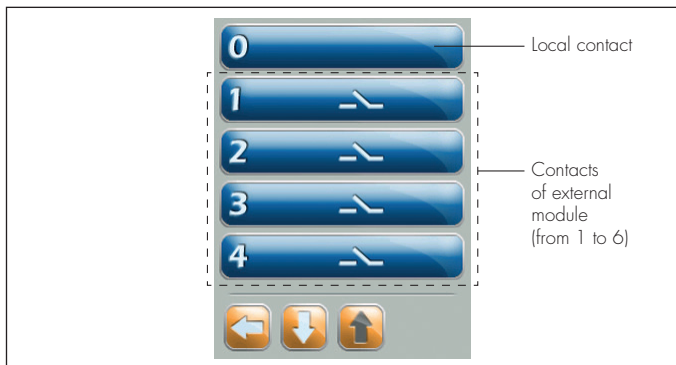 0
Local contact
1
2
3
4
Contacts
of external
module
(from 1 to 6)